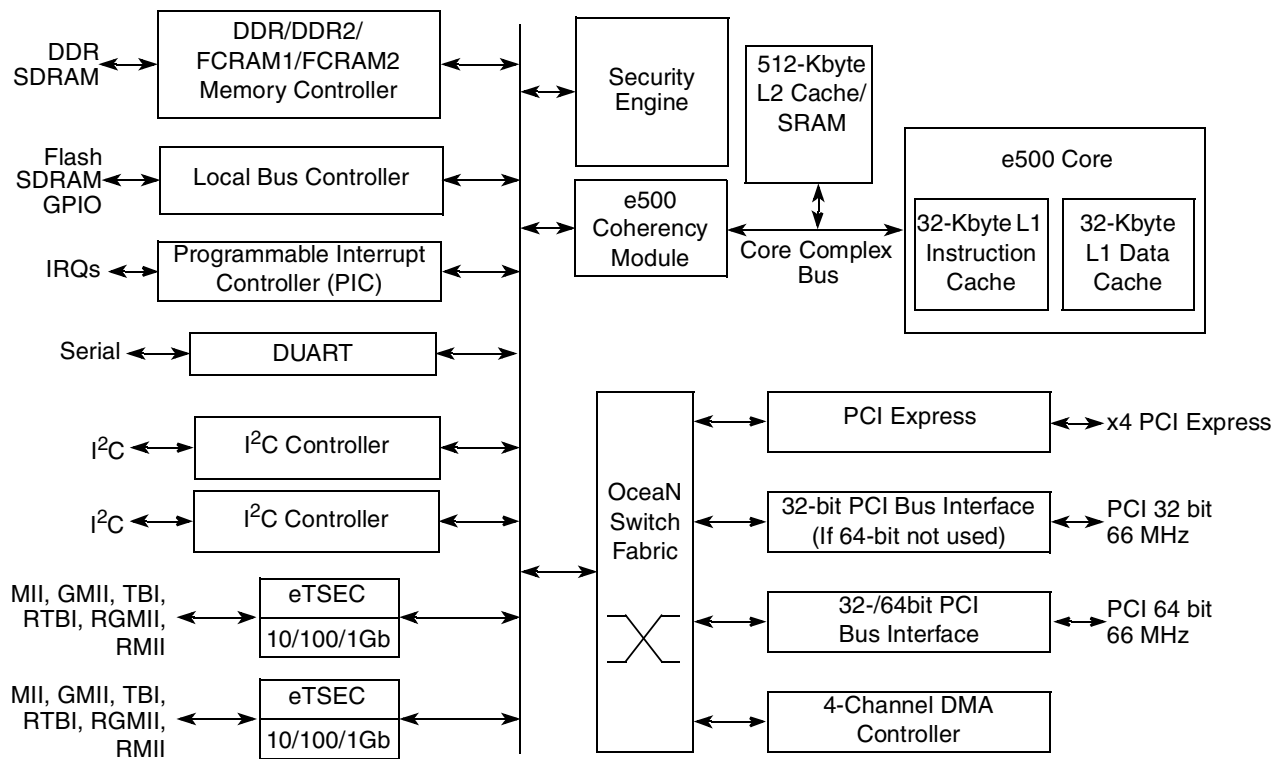 DDR
SDRAM
DDR/DDR2/
FCRAM1/FCRAM2
Memory Controller
Flash
SDRAM
GPIO
Local Bus Controller
IRQs
Programmable Interrupt
Controller (PIC)
Serial
DUART
I²C
I²C Controller
I²C
I²C Controller
MII, GMII, TBI,
RTBI, RGMII,
RMII
eTSEC
10/100/1Gb
MII, GMII, TBI,
RTBI, RGMII,
RMII
eTSEC
10/100/1Gb
Security
Engine
512-Kbyte
L2 Cache/
SRAM
e500
Coherency
Module
Core Complex
Bus
e500 Core
32-Kbyte L1
Instruction
Cache
32-Kbyte
L1 Data
Cache
OceaN
Switch
Fabric
PCI Express
x4 PCI Express
32-bit PCI Bus Interface
(If 64-bit not used)
PCI 32 bit
66 MHz
32-/64bit PCI
Bus Interface
PCI 64 bit
66 MHz
4-Channel DMA
Controller